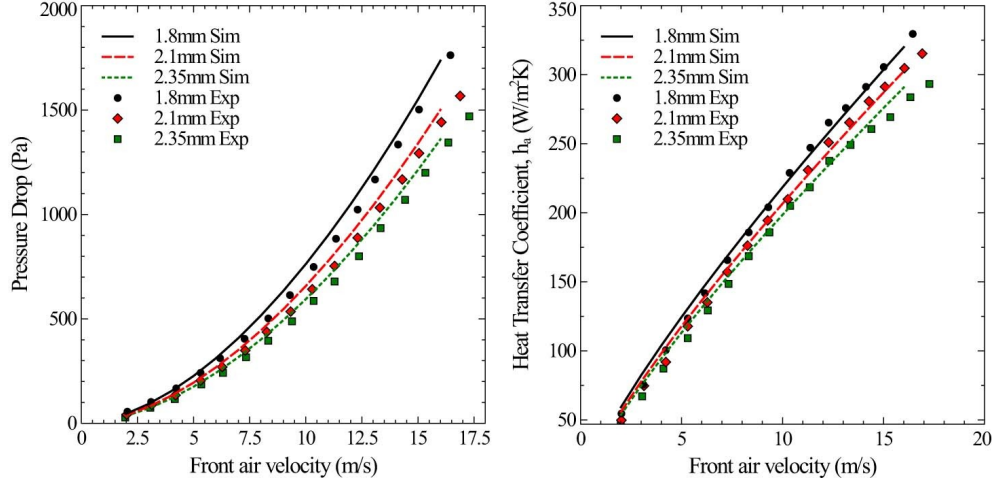 2000
1500
1000
500
0
Pressure Drop (Pa)
1.8mm Sim
2.1mm Sim
2.35mm Sim
1.8mm Exp
2.1mm Exp
2.35mm Exp
0 2.5 5 7.5 10 12.5 15 17.5
Front air velocity (m/s)
350
300
250
200
150
100
50
Heat Transfer Coefficient, hₐ (W/m²K)
1.8mm Sim
2.1mm Sim
2.35mm Sim
1.8mm Exp
2.1mm Exp
2.35mm Exp
0 5 10 15 20
Front air velocity (m/s)